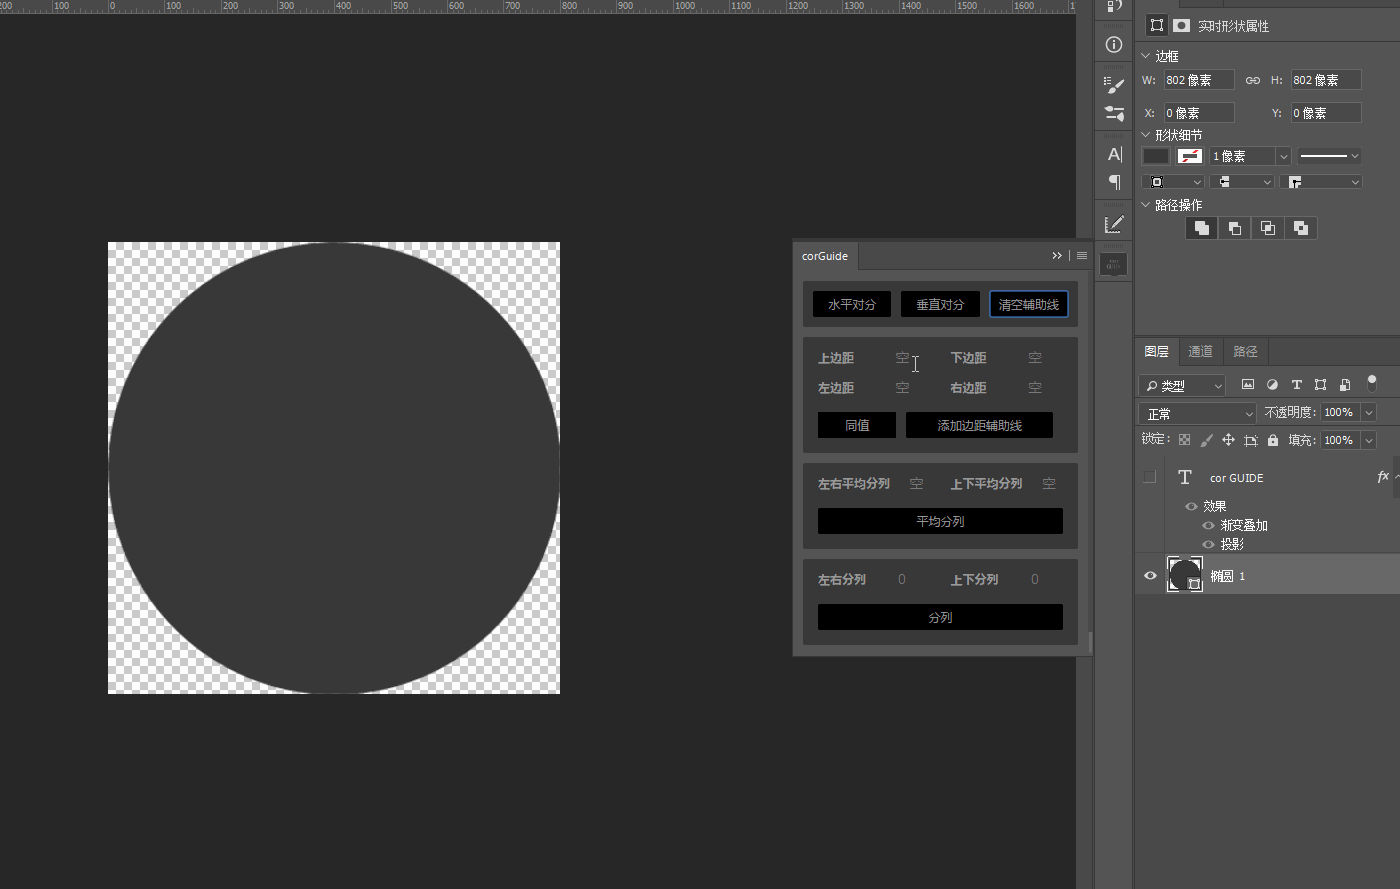 200 100 0 100 200 300 400 500 600 700 800 900 1000 1100 1200 1300 1400 1500 1600
实时形状属性
边框
W: 802 像素 H: 802 像素
X: 0 像素 Y: 0 像素
形状细节
1 像素
路径操作
corGuide
水平对分 垂直对分 清空辅助线
上边距 空 下边距 空
左边距 空 右边距 空
同值 添加边距辅助线
左右平均分列 空 上下平均分列 空
平均分列
左右分列 0 上下分列 0
分列
图层 通道 路径
类型
正常 不透明度: 100%
锁定: 填充: 100%
T cor GUIDE fx
效果
渐变叠加
投影
椭圆 1